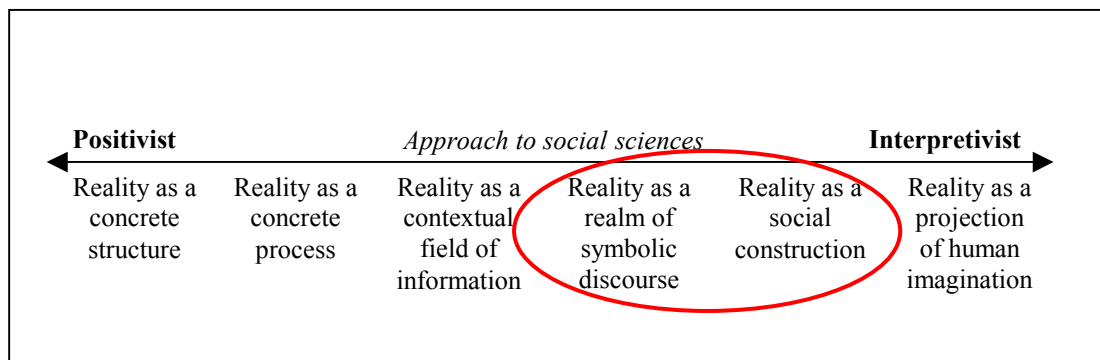 Positivist
Approach to social sciences
Interpretivist
Reality as a
concrete
structure
Reality as a
concrete
process
Reality as a
contextual
field of
information
Reality as a
realm of
symbolic
discourse
Reality as a
social
construction
Reality as a
projection
of human
imagination